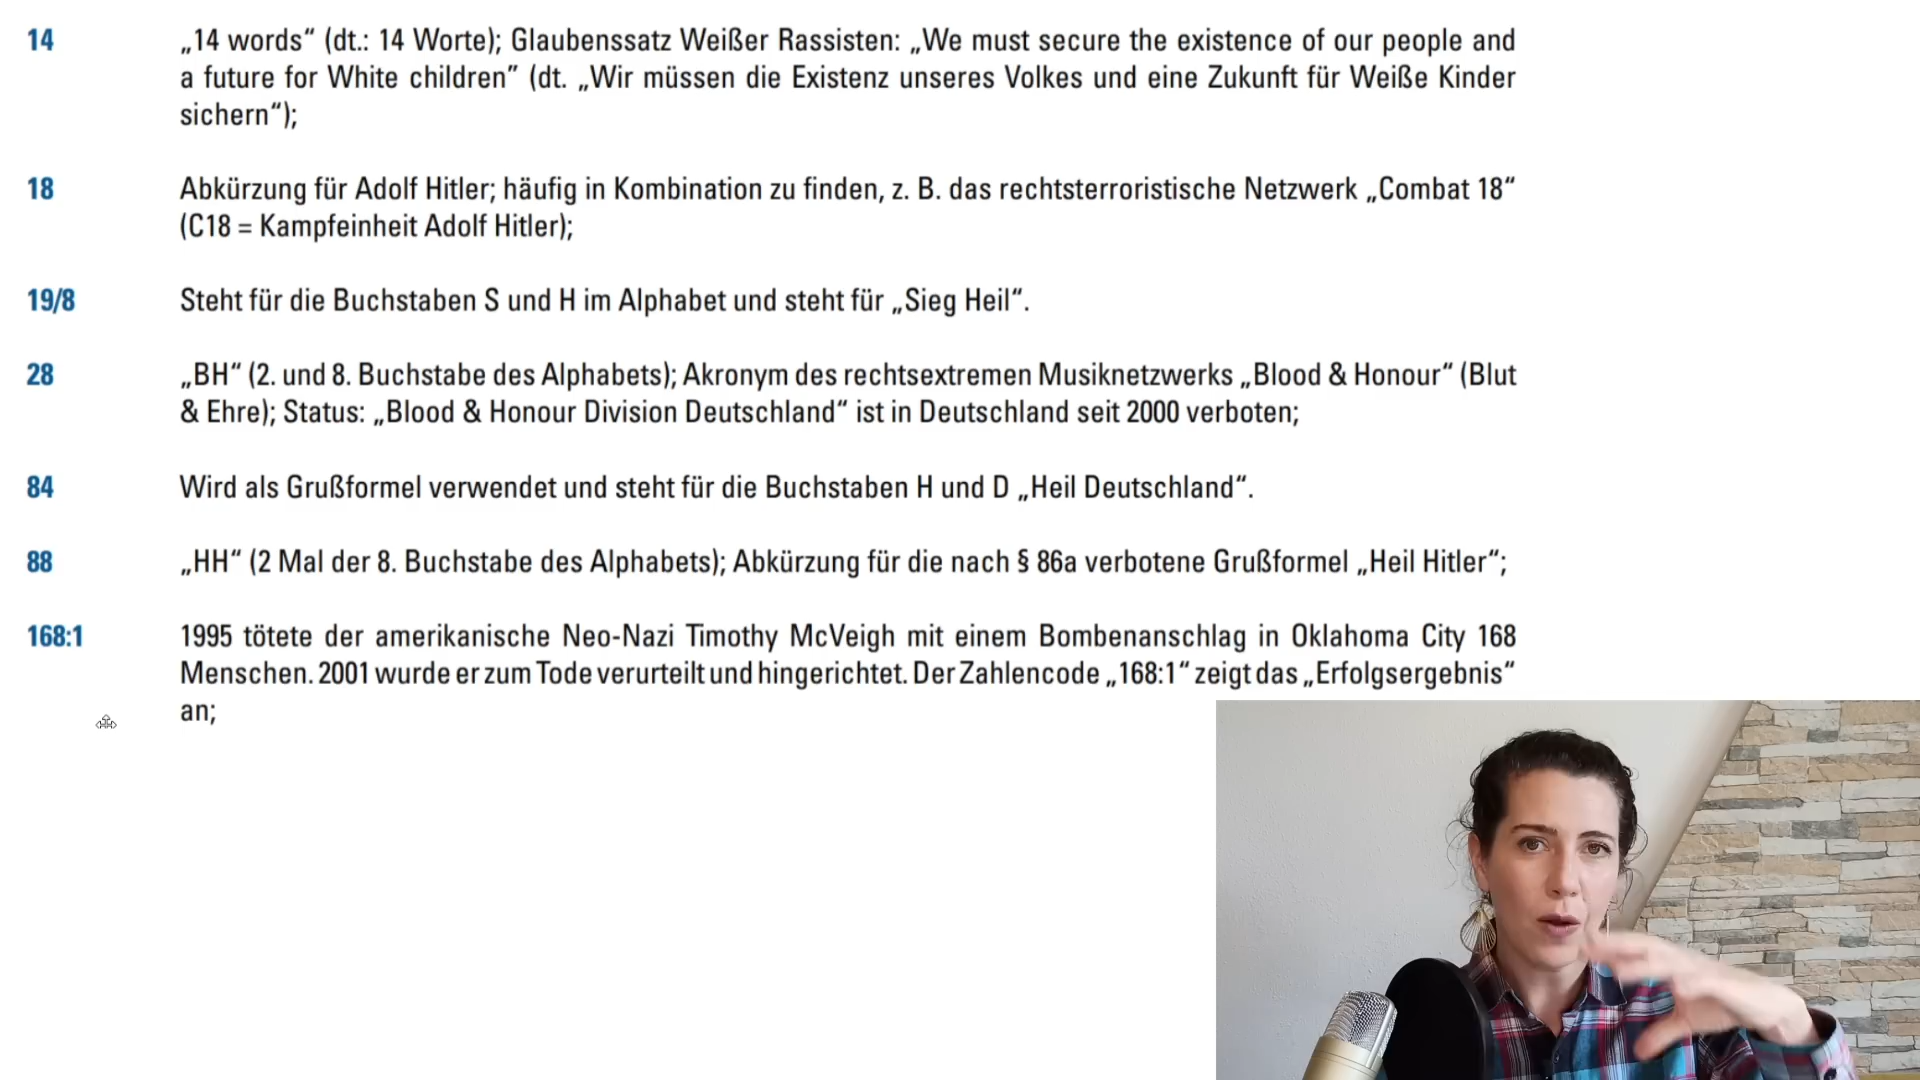 14 „14 words“ (dt.: 14 Worte); Glaubenssatz Weißer Rassisten: „We must secure the existence of our people and
a future for White children” (dt. „Wir müssen die Existenz unseres Volkes und eine Zukunft für Weiße Kinder
sichern“);
18 Abkürzung für Adolf Hitler; häufig in Kombination zu finden, z. B. das rechtsterroristische Netzwerk „Combat 18“
(C18 = Kampfeinheit Adolf Hitler);
19/8 Steht für die Buchstaben S und H im Alphabet und steht für „Sieg Heil“.
28 „BH“ (2. und 8. Buchstabe des Alphabets); Akronym des rechtsextremen Musiknetzwerks „Blood & Honour“ (Blut
& Ehre); Status: „Blood & Honour Division Deutschland“ ist in Deutschland seit 2000 verboten;
84 Wird als Grußformel verwendet und steht für die Buchstaben H und D „Heil Deutschland“.
88 „HH“ (2 Mal der 8. Buchstabe des Alphabets); Abkürzung für die nach § 86a verbotene Grußformel „Heil Hitler“;
168:1 1995 tötete der amerikanische Neo-Nazi Timothy McVeigh mit einem Bombenanschlag in Oklahoma City 168
Menschen. 2001 wurde er zum Tode verurteilt und hingerichtet. Der Zahlencode „168:1“ zeigt das „Erfolgsergebnis“
an;